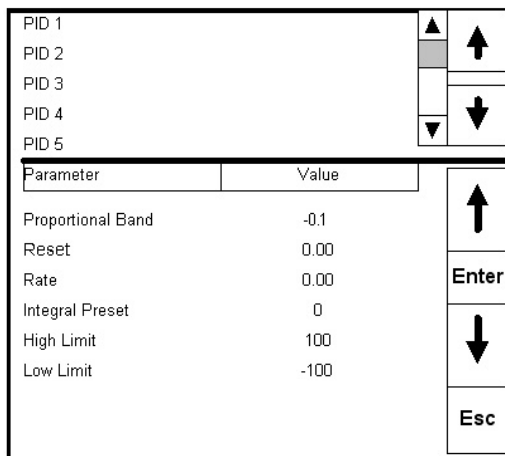 PID 1
PID 2
PID 3
PID 4
PID 5
Parameter Value
Proportional Band -0.1
Reset 0.00
Rate 0.00
Integral Preset 0
High Limit 100
Low Limit -100
Enter
Esc